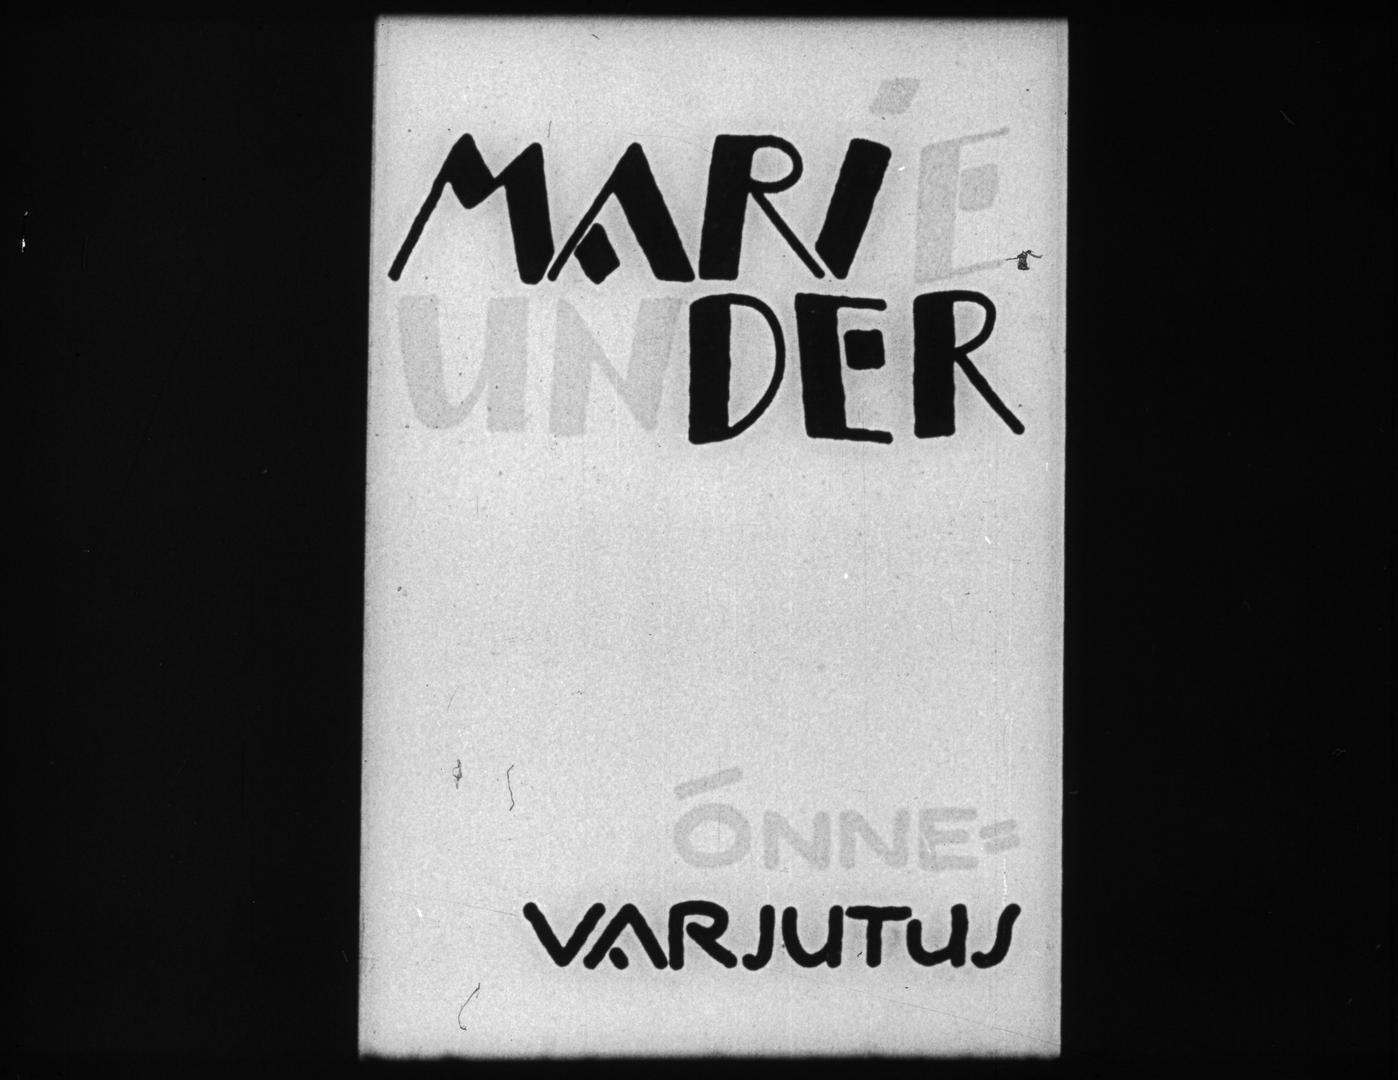 MARIE
UNDER
ÕNNE=
VARJUTUS